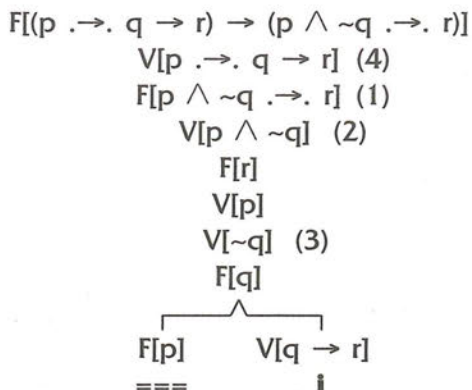 F[(p .→. q → r) → (p ∧ ~q .→. r)]
V[p .→. q → r] (4)
F[p ∧ ~q .→. r] (1)
V[p ∧ ~q] (2)
F[r]
V[p]
V[~q] (3)
F[q]
F[p] V[q → r]
=== i